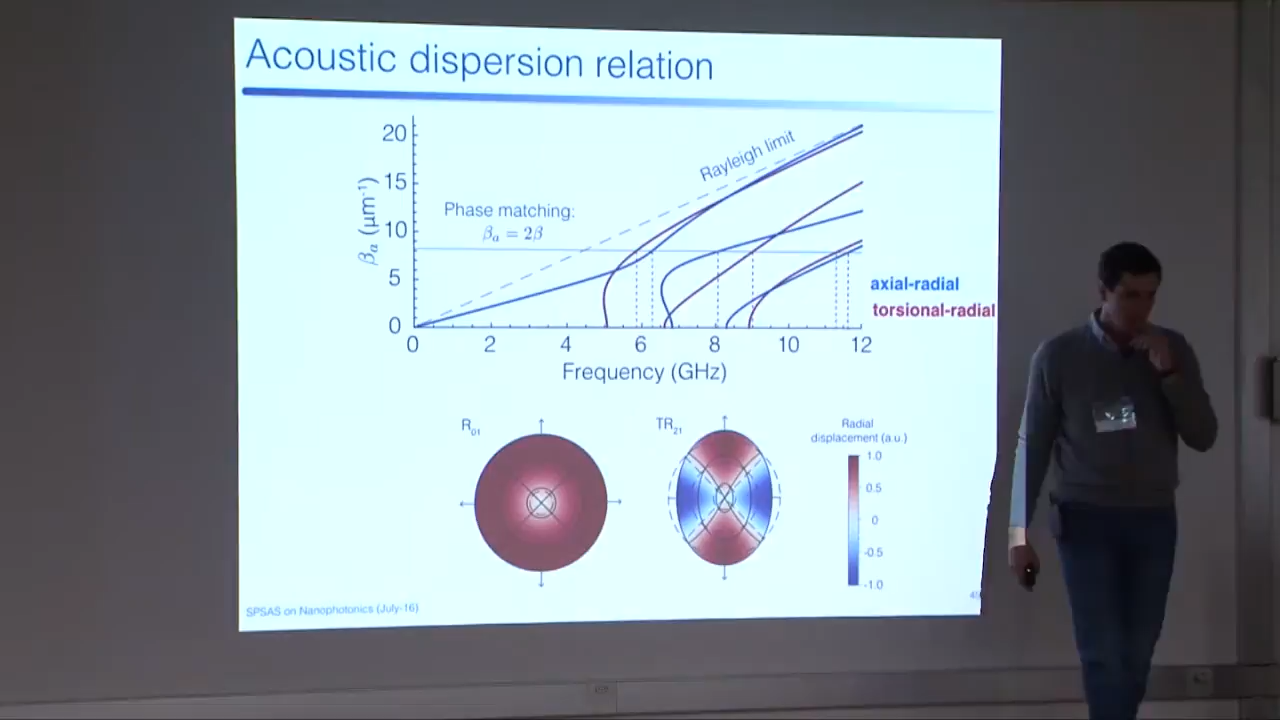 Acoustic dispersion relation
20
15
10
5
0
βa (μm⁻¹)
Rayleigh limit
Phase matching:
βa = 2β
axial-radial
torsional-radial
0 2 4 6 8 10 12
Frequency (GHz)
R01
TR21
Radial
displacement (a.u.)
1.0
0.5
0
-0.5
-1.0
SPSAS on Nanophotonics (July-16)